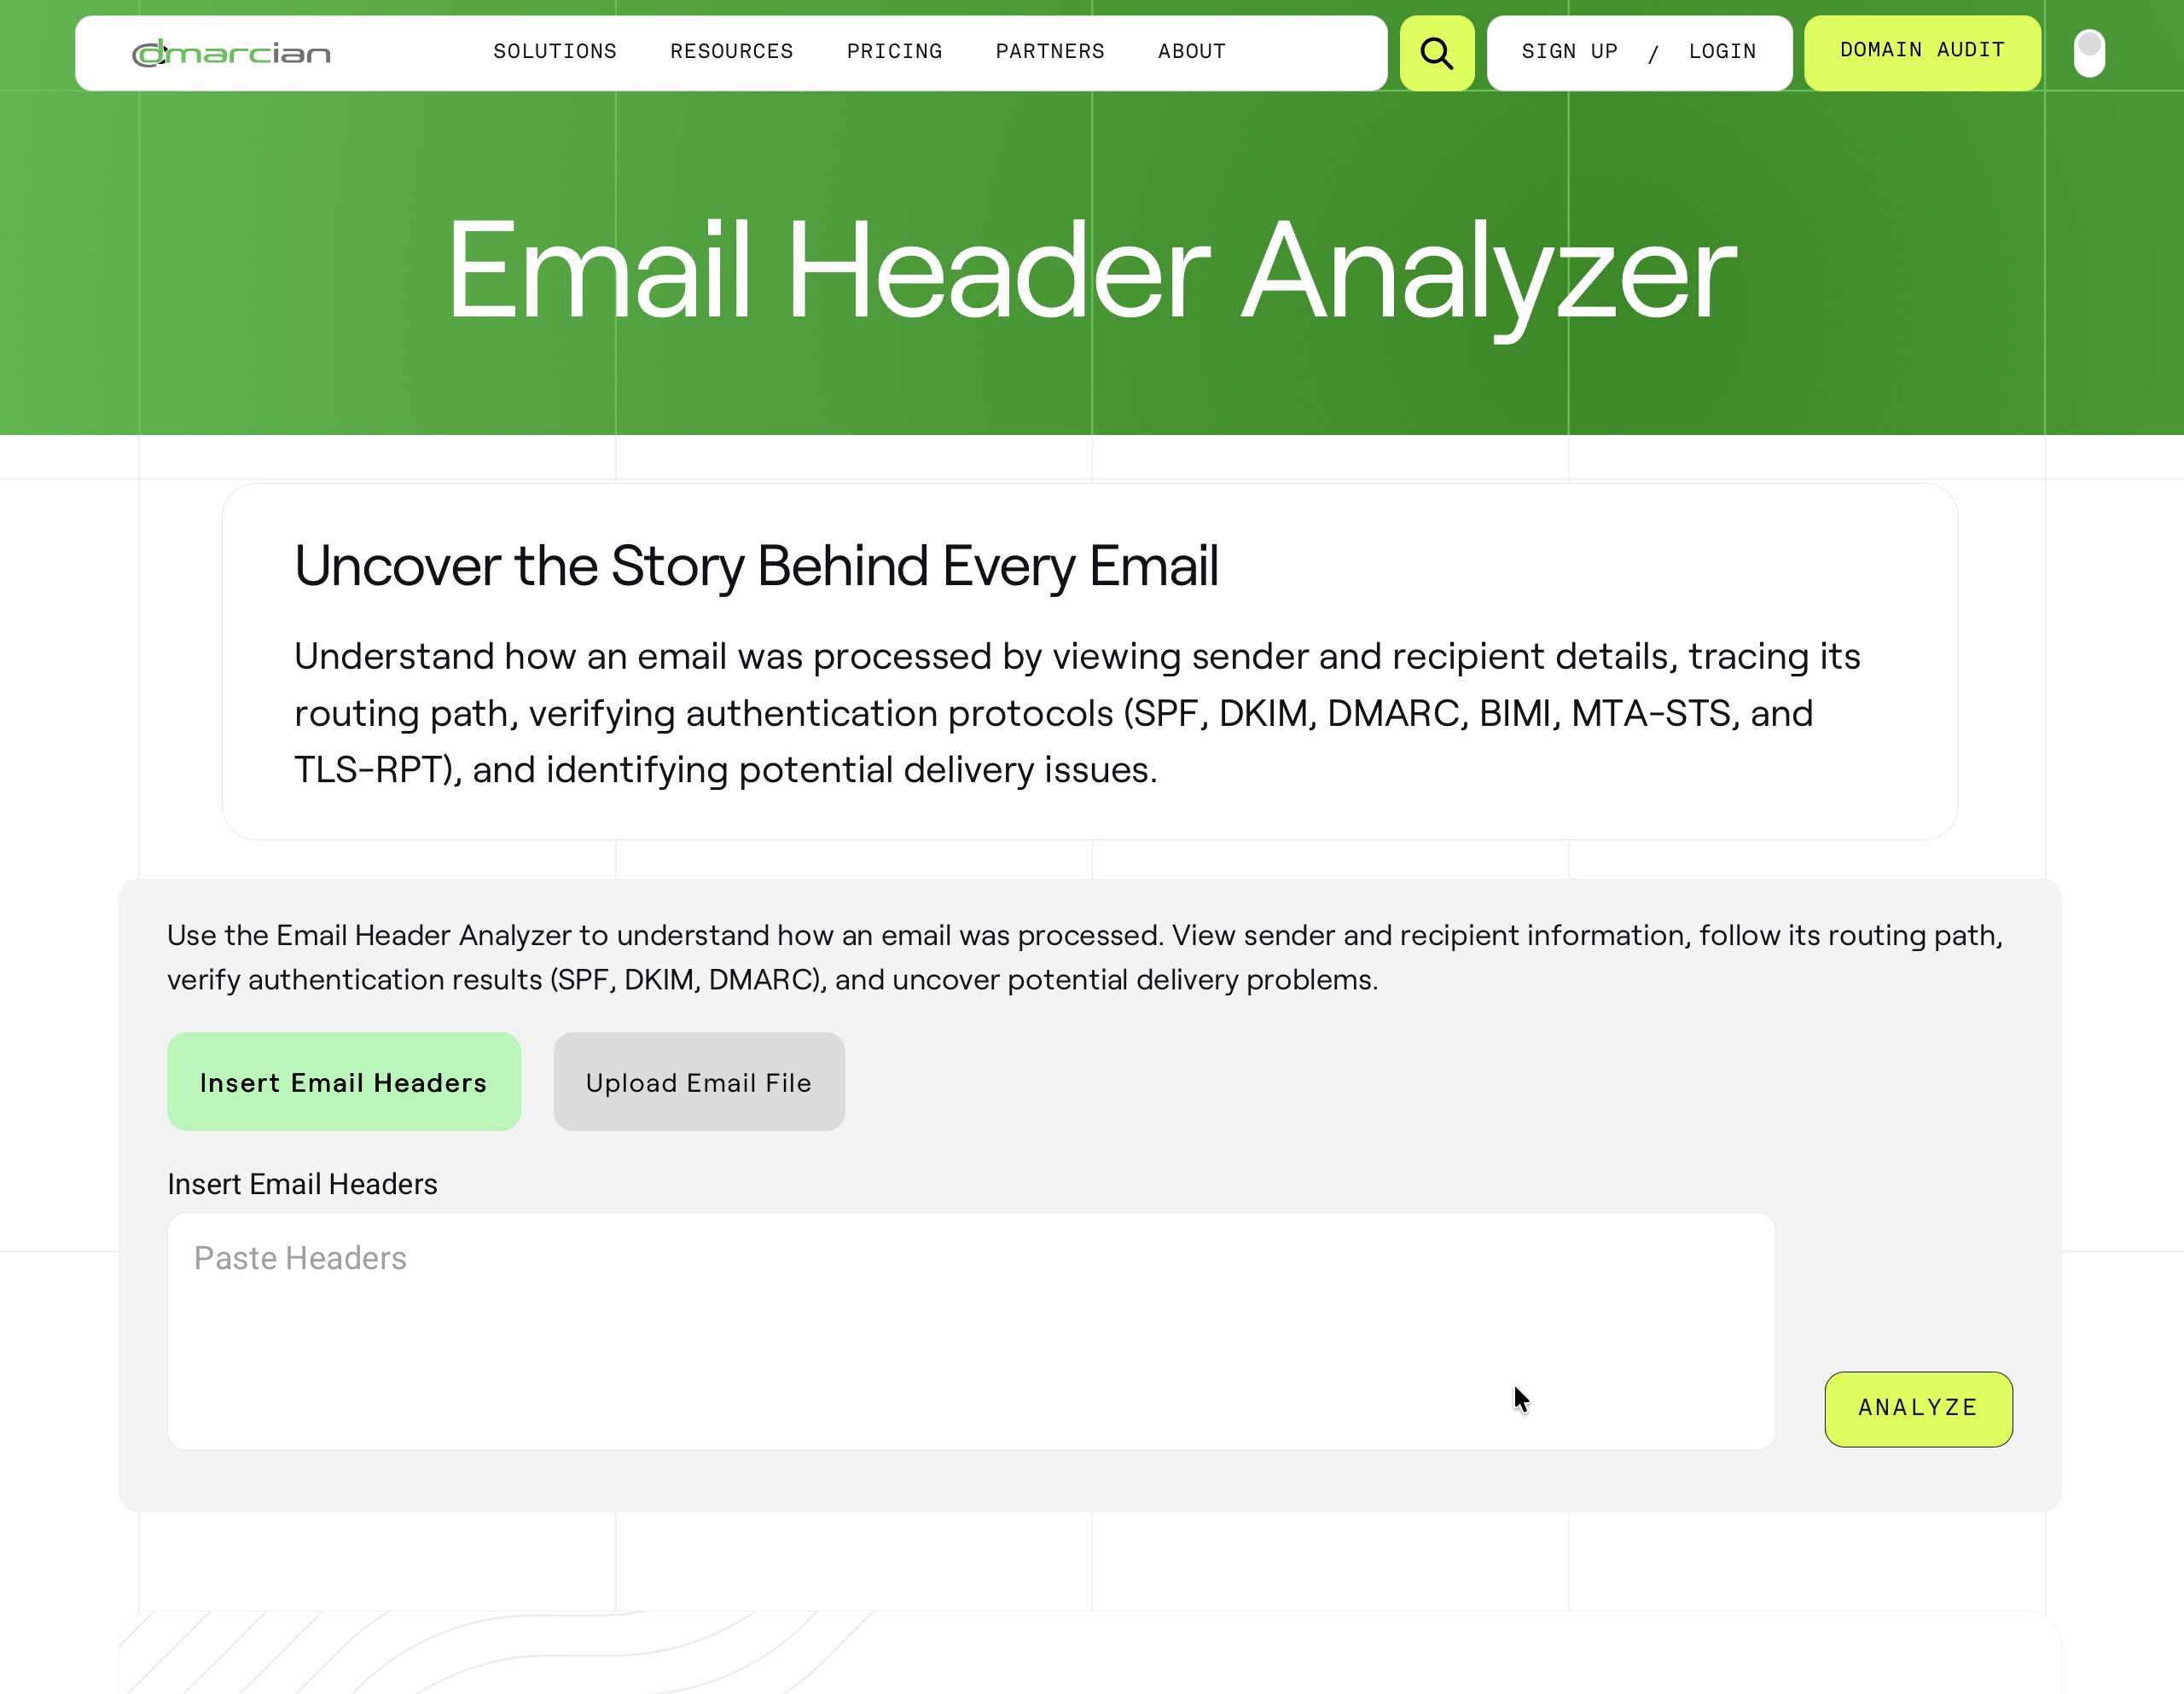 dmarcian SOLUTIONS RESOURCES PRICING PARTNERS ABOUT SIGN UP / LOGIN DOMAIN AUDIT
Email Header Analyzer
Uncover the Story Behind Every Email
Understand how an email was processed by viewing sender and recipient details, tracing its
routing path, verifying authentication protocols (SPF, DKIM, DMARC, BIMI, MTA-STS, and
TLS-RPT), and identifying potential delivery issues.
Use the Email Header Analyzer to understand how an email was processed. View sender and recipient information, follow its routing path,
verify authentication results (SPF, DKIM, DMARC), and uncover potential delivery problems.
Insert Email Headers Upload Email File
Insert Email Headers
Paste Headers
ANALYZE